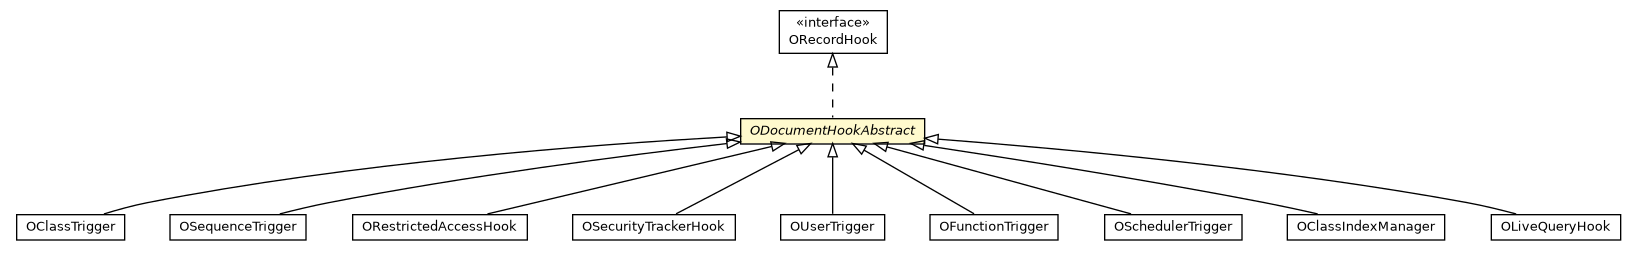 «interface»
ORecordHook
ODocumentHookAbstract
OClassTrigger
OSequenceTrigger
ORestrictedAccessHook
OSecurityTrackerHook
OUserTrigger
OFunctionTrigger
OSchedulerTrigger
OClassIndexManager
OLiveQueryHook